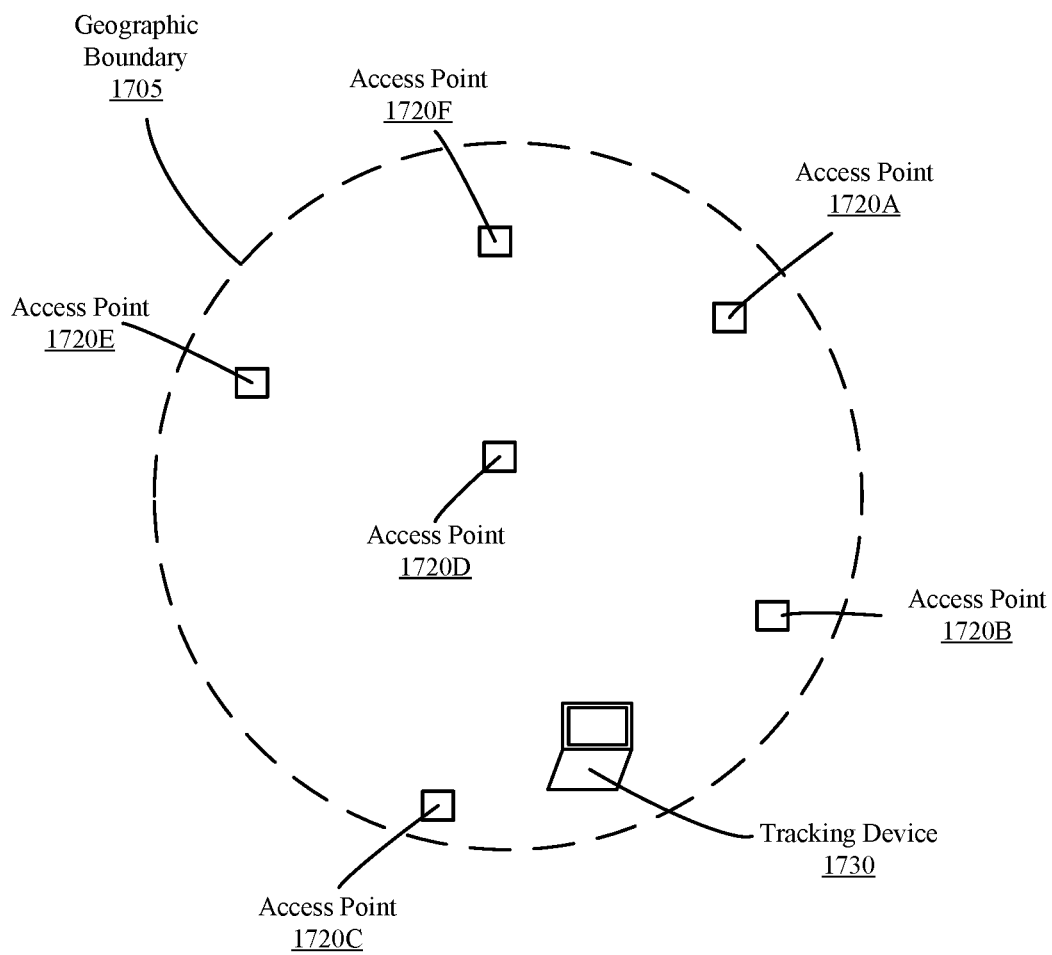 Geographic
Boundary
1705
Access Point
1720F
Access Point
1720A
Access Point
1720E
Access Point
1720D
Access Point
1720B
Tracking Device
1730
Access Point
1720C